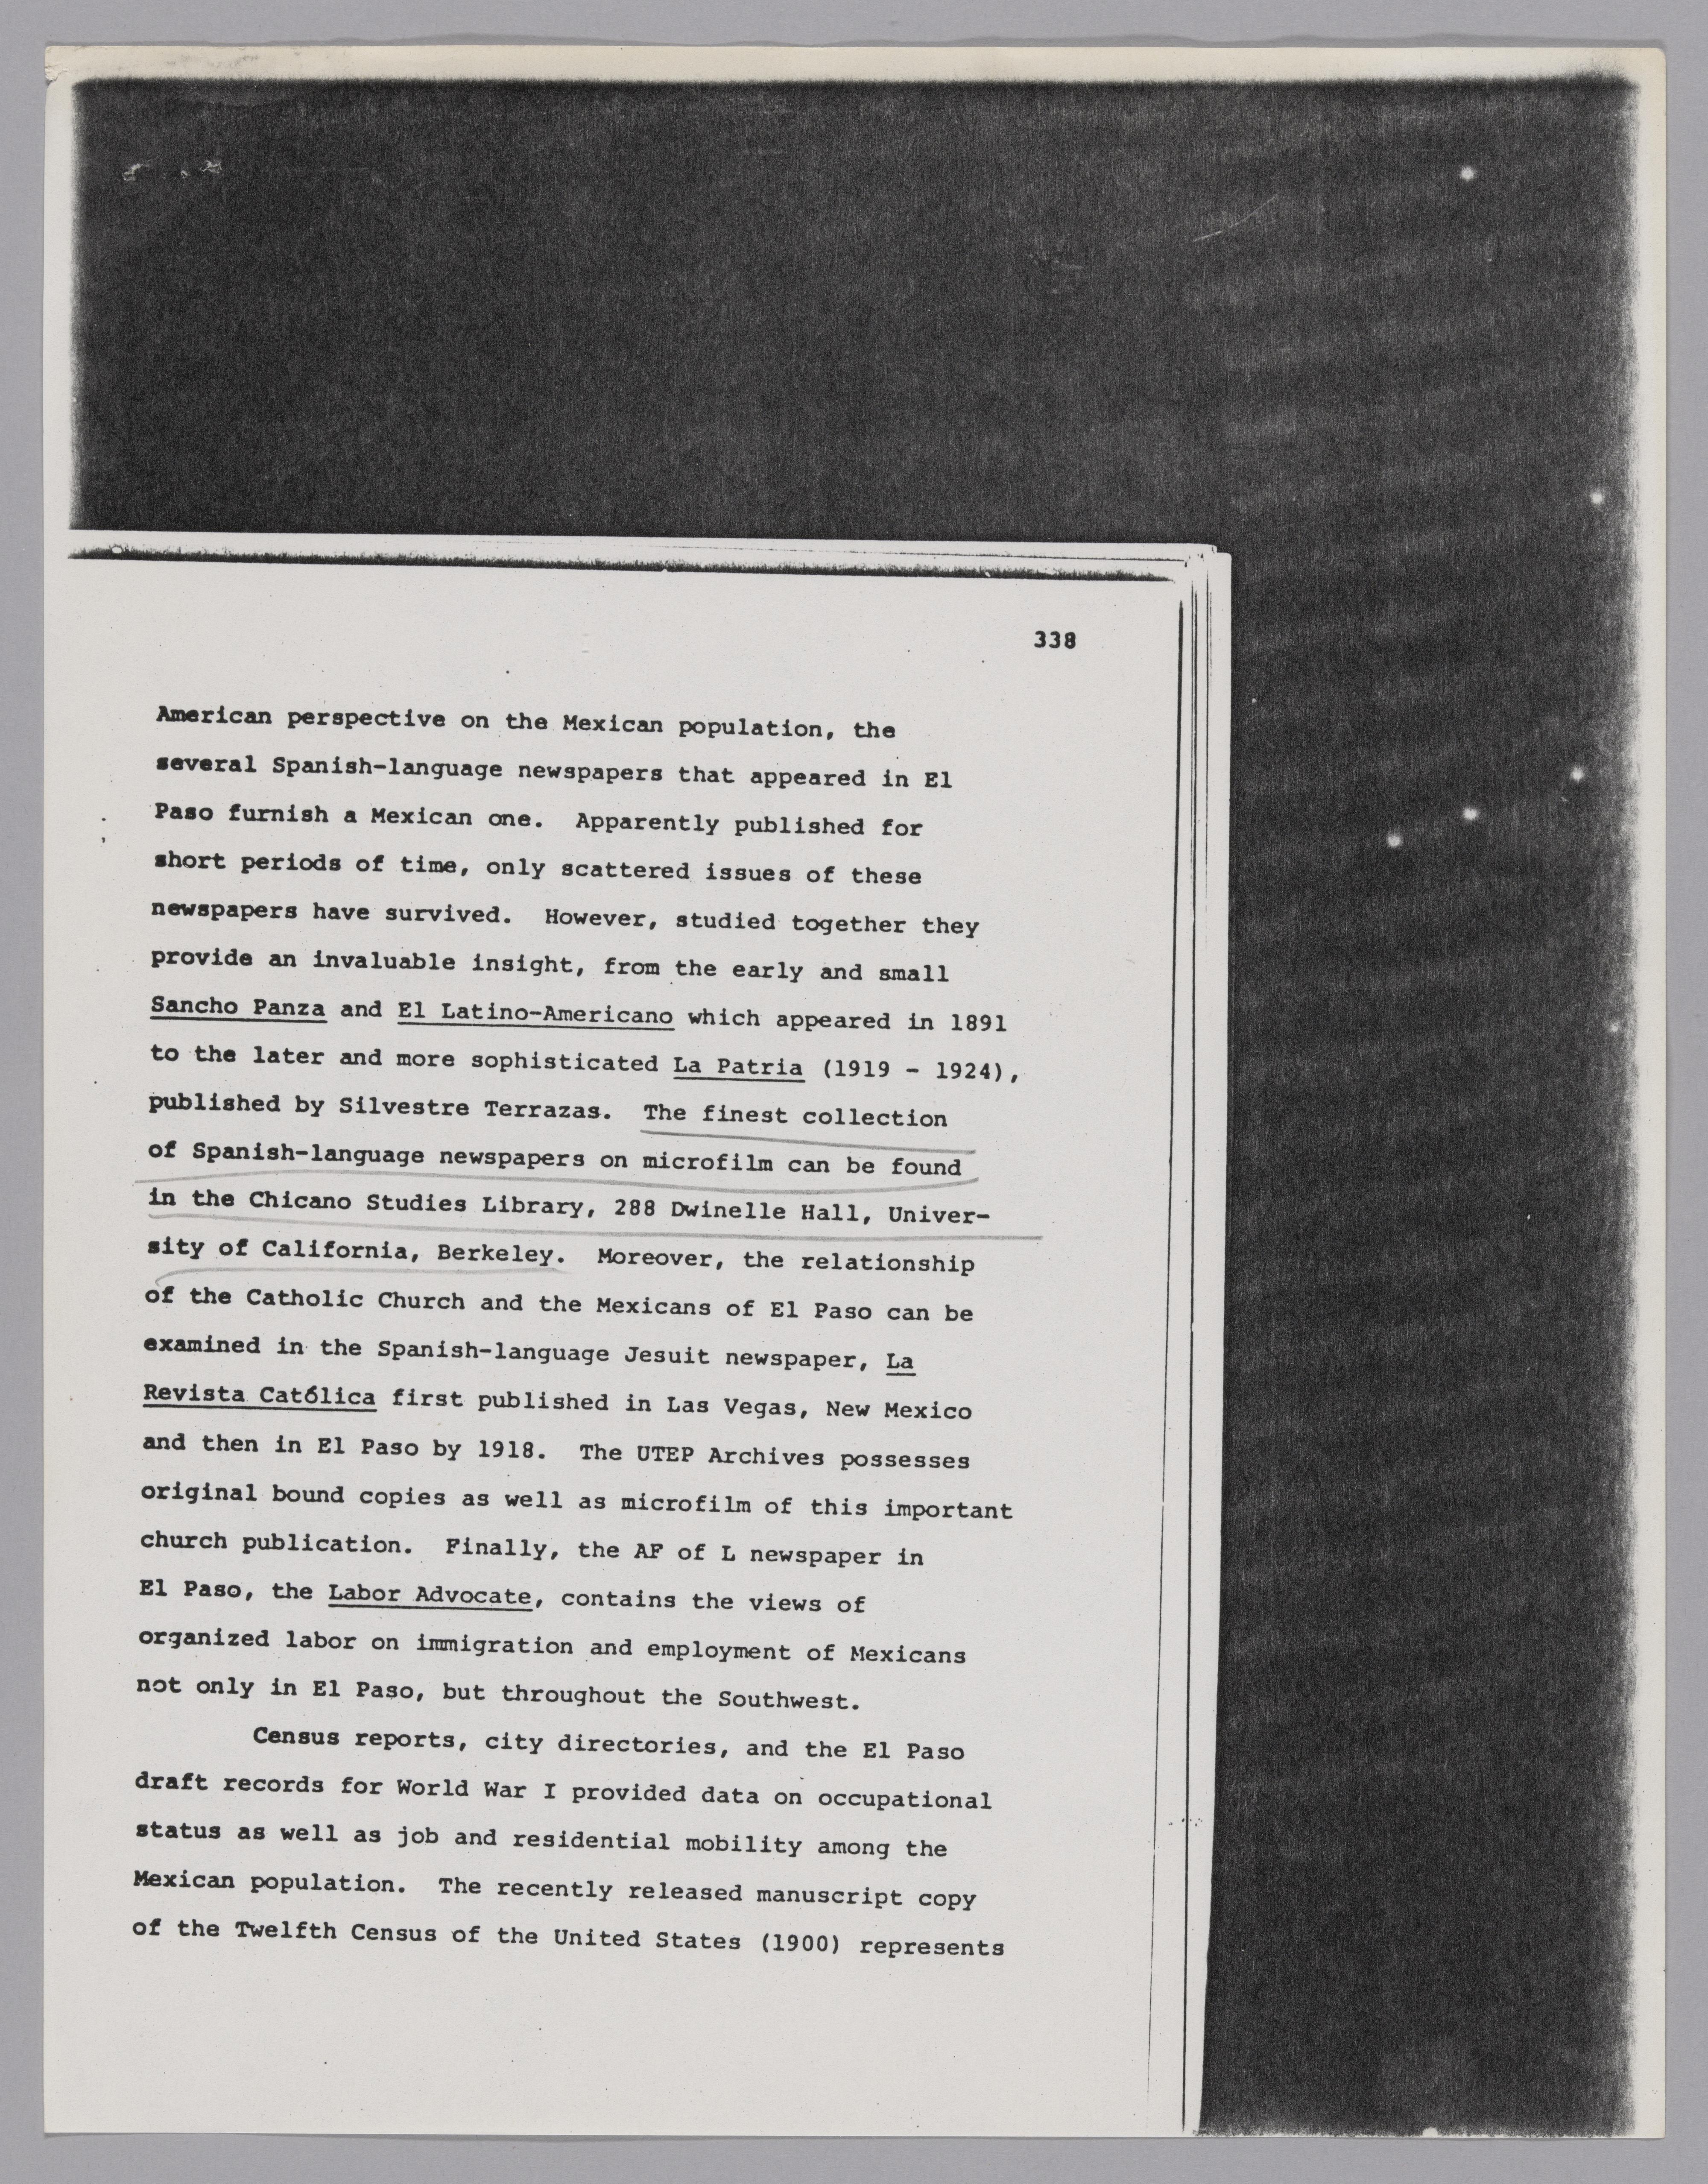 338
American perspective on the Mexican population, the
several Spanish-language newspapers that appeared in El
Paso furnish a Mexican one. Apparently published for
short periods of time, only scattered issues of these
newspapers have survived. However, studied together they
provide an invaluable insight, from the early and small
Sancho Panza and El Latino-Americano which appeared in 1891
to the later and more sophisticated La Patria (1919 - 1924),
published by Silvestre Terrazas. The finest collection
of Spanish-language newspapers on microfilm can be found
in the Chicano Studies Library, 288 Dwinelle Hall, Univer-
sity of California, Berkeley. Moreover, the relationship
of the Catholic Church and the Mexicans of El Paso can be
examined in the Spanish-language Jesuit newspaper, La
Revista Católica first published in Las Vegas, New Mexico
and then in El Paso by 1918. The UTEP Archives possesses
original bound copies as well as microfilm of this important
church publication. Finally, the AF of L newspaper in
El Paso, the Labor Advocate, contains the views of
organized labor on immigration and employment of Mexicans
not only in El Paso, but throughout the Southwest.
Census reports, city directories, and the El Paso
draft records for World War I provided data on occupational
status as well as job and residential mobility among the
Mexican population. The recently released manuscript copy
of the Twelfth Census of the United States (1900) represents